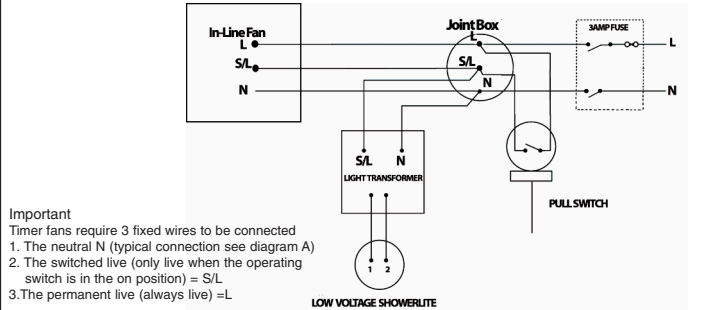 In-Line Fan
L
S/L
N
Joint Box
L
S/L
N
3AMP FUSE
L
N
S/L N
LIGHT TRANSFORMER
PULL SWITCH
1 2
LOW VOLTAGE SHOWERLITE
Important
Timer fans require 3 fixed wires to be connected
1. The neutral N (typical connection see diagram A)
2. The switched live (only live when the operating
switch is in the on position) = S/L
3.The permanent live (always live) =L